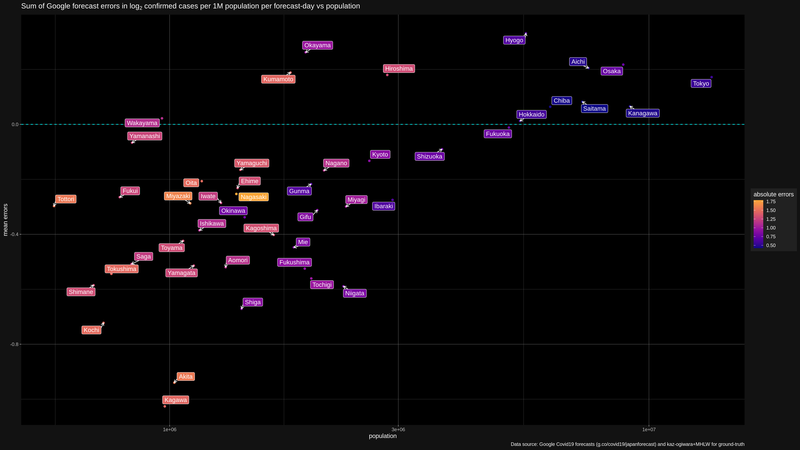 Sum of Google forecast errors in log2 confirmed cases per 1M population per forecast-day vs population
Okayama
Hyogo
Hiroshima
Aichi
Osaka
Kumamoto
Tokyo
Chiba
Saitama
Hokkaido
Kanagawa
Wakayama
0.0
Yamanashi
Fukuoka
Kyoto
Shizuoka
Yamaguchi
Nagano
Oita
Ehime
Fukui
Gunma
absolute errors
Tottori
Miyazaki
Iwate
Nagasaki
Miyagi
1.75
Ibaraki
1.50
Okinawa
Gifu
1.25
mean errors
Ishikawa
1.00
Kagoshima
0.75
-0.4
Mie
0.50
Toyama
Saga
Aomori
Fukushima
Tokushima
Yamagata
Tochigi
Shimane
Niigata
Shiga
Kochi
-0.8
Akita
Kagawa
1e+06
3e+06
1e+07
population
Data source: Google Covid19 forecasts (g.co/covid19/japanforecast) and kaz-ogiwara+MHLW for ground-truth